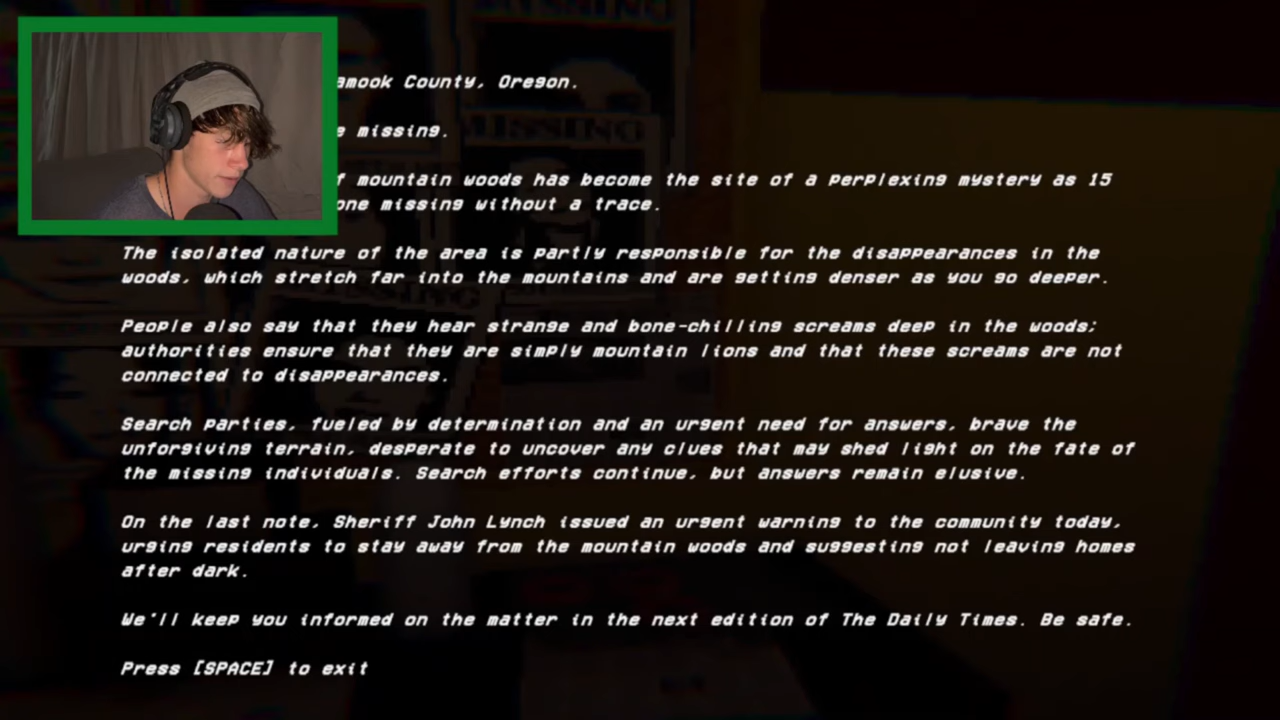 MISSING
amook County, Oregon.
e missing.
MISSING
f mountain woods has become the site of a perplexing mystery as 15
one missing without a trace.
The isolated nature of the area is partly responsible for the disappearances in the
woods, which stretch far into the mountains and are getting denser as you go deeper.
MISSING
People also say that they hear strange and bone-chilling screams deep in the woods;
authorities ensure that they are simply mountain lions and that these screams are not
connected to disappearances.
Search parties, fueled by determination and an urgent need for answers, brave the
unforgiving terrain, desperate to uncover any clues that may shed light on the fate of
the missing individuals. Search efforts continue, but answers remain elusive.
On the last note, Sheriff John Lynch issued an urgent warning to the community today,
urging residents to stay away from the mountain woods and suggesting not leaving homes
after dark.
We'll keep you informed on the matter in the next edition of The Daily Times. Be safe.
Press [SPACE] to exit